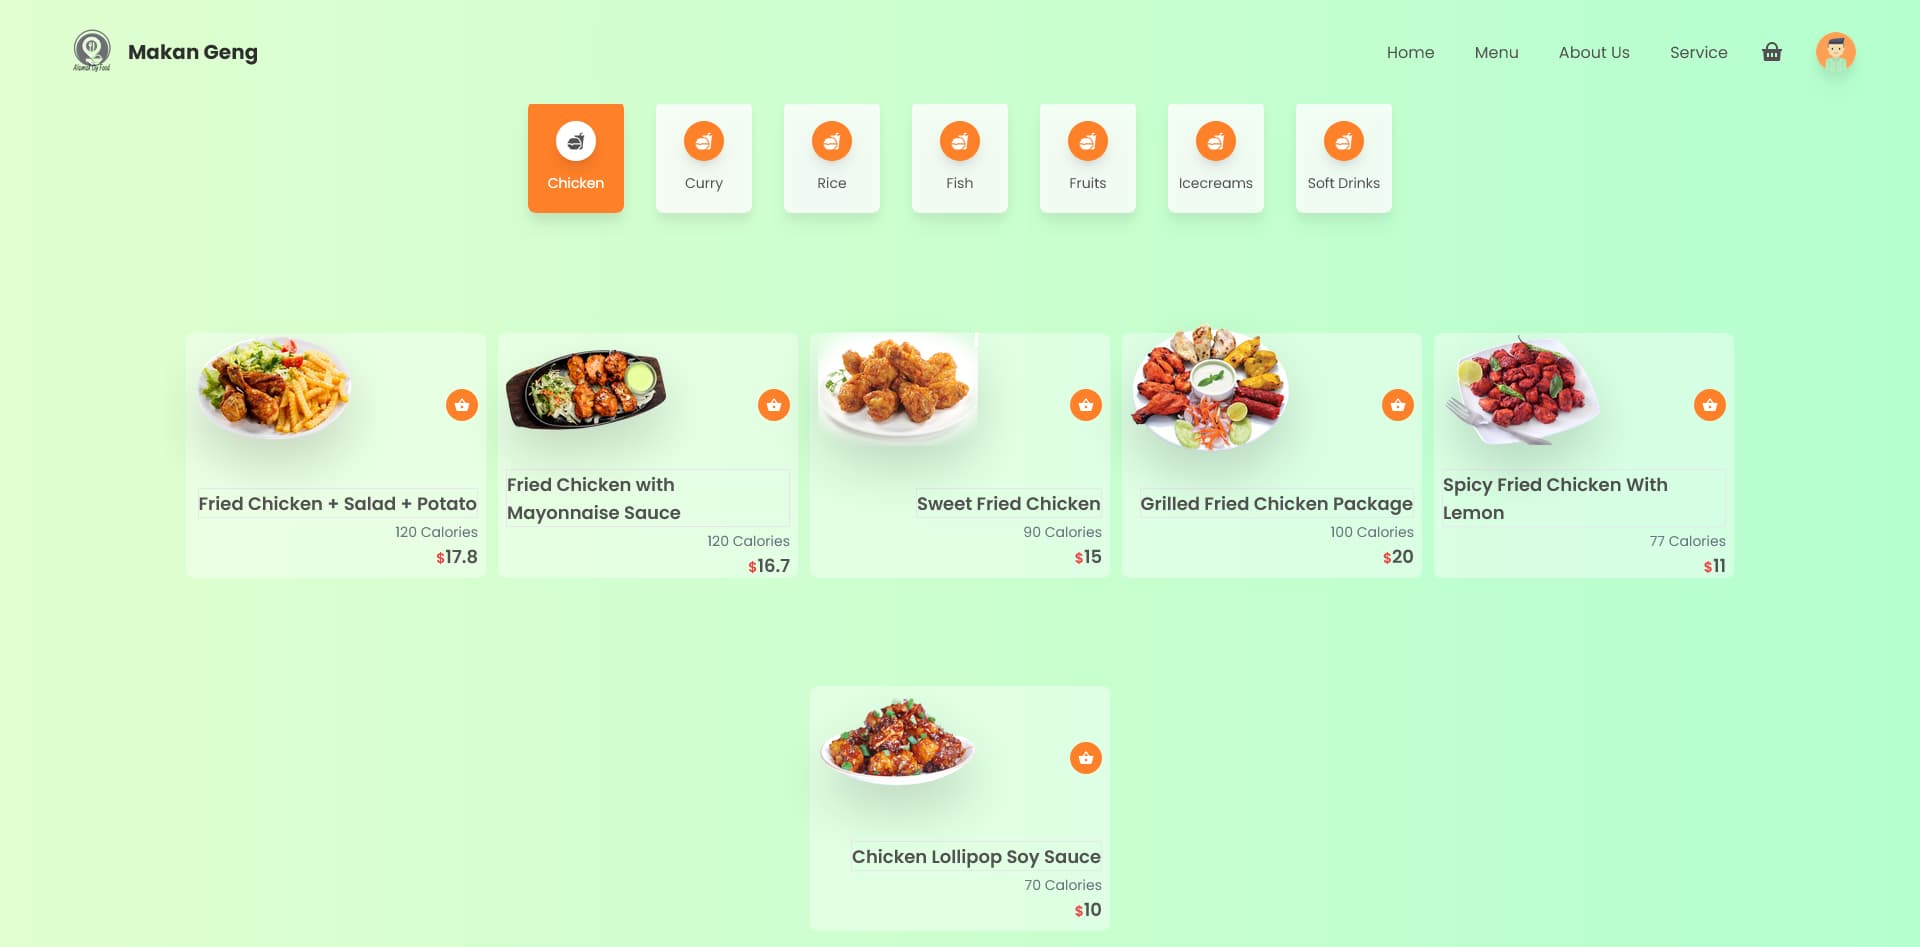 Makan Geng
Home
Menu
About Us
Service
Chicken
Curry
Rice
Fish
Fruits
Icecreams
Soft Drinks
Fried Chicken + Salad + Potato
120 Calories
$17.8
Fried Chicken with
Mayonnaise Sauce
120 Calories
$16.7
Sweet Fried Chicken
90 Calories
$15
Grilled Fried Chicken Package
100 Calories
$20
Spicy Fried Chicken With
Lemon
77 Calories
$11
Chicken Lollipop Soy Sauce
70 Calories
$10